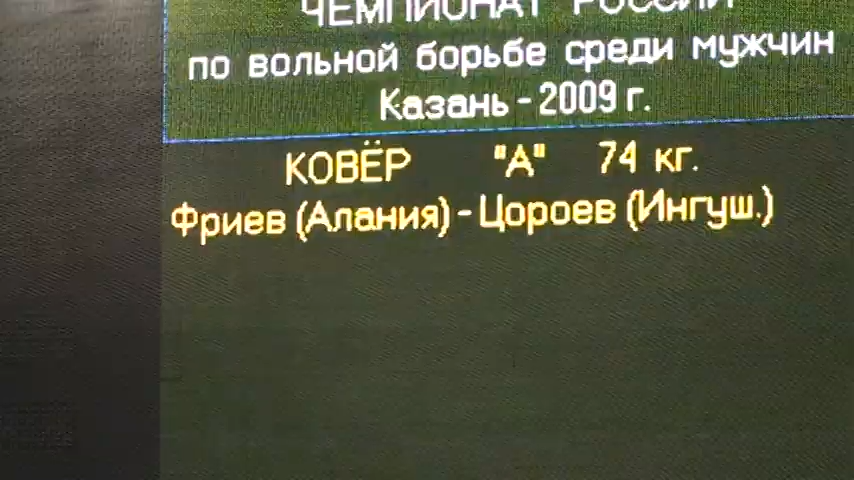 ЧЕМПИОНАТ РОССИИ
по вольной борьбе среди мужчин
Казань - 2009 г.
КОВЁР "А" 74 кг.
Фриев (Алания) - Цороев (Ингуш.)